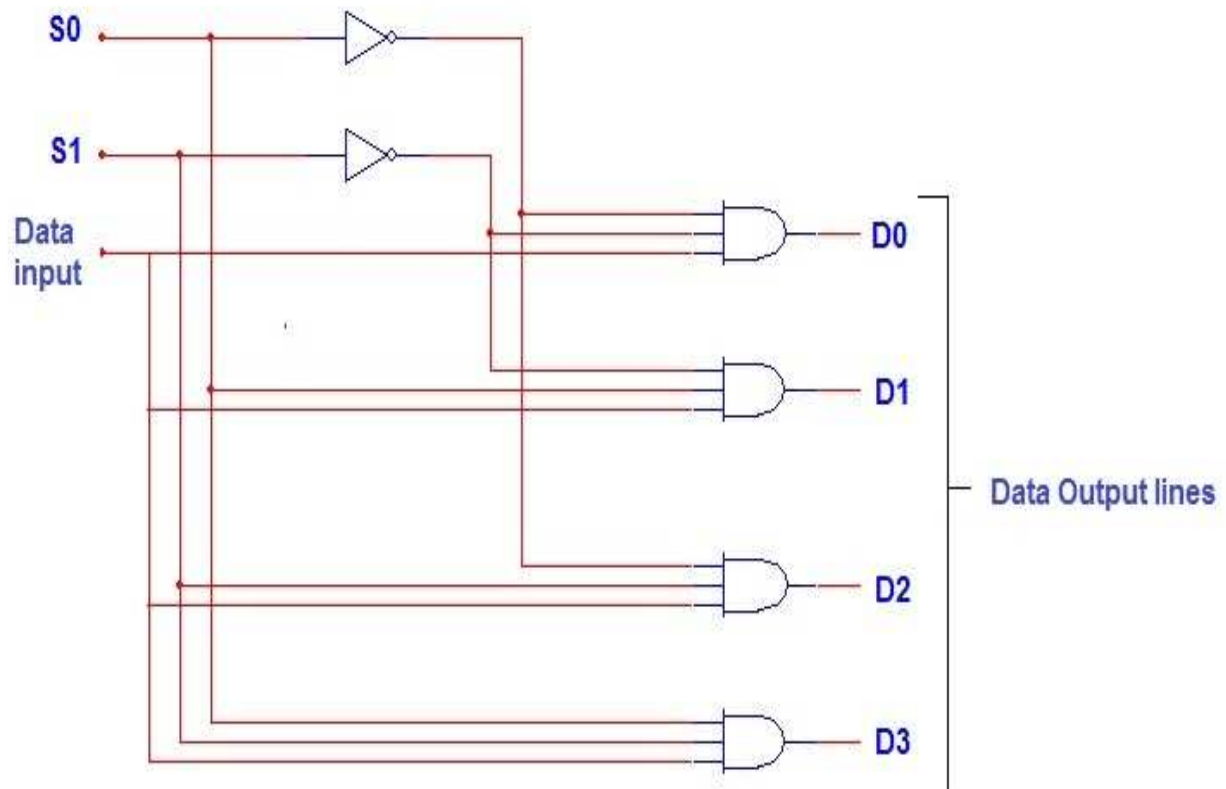 S0
S1
Data
input
D0
D1
Data Output lines
D2
D3